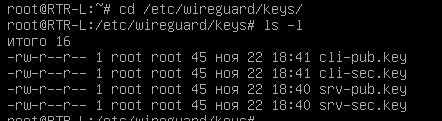 root@RTR-L:~# cd /etc/wireguard/keys/
root@RTR-L:/etc/wireguard/keys# ls -l
итого 16
-rw-r--r-- 1 root root 45 ноя 22 18:41 cli-pub.key
-rw-r--r-- 1 root root 45 ноя 22 18:41 cli-sec.key
-rw-r--r-- 1 root root 45 ноя 22 18:40 srv-pub.key
-rw-r--r-- 1 root root 45 ноя 22 18:40 srv-sec.key
root@RTR-L:/etc/wireguard/keys#